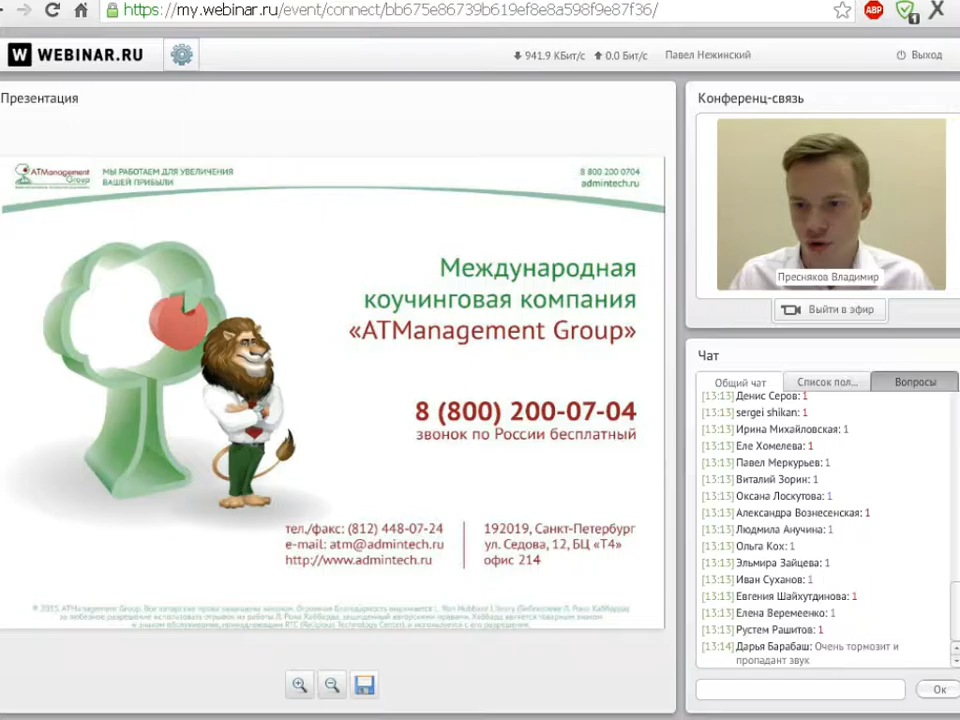 https://my.webinar.ru/event/connect/bb675e86739b619ef8e8a598f9e87f36/
ABP
1
W WEBINAR.RU
941.9 КБит/с
0.0 Бит/с
Павел Нежинский
Выход
Презентация
ATManagement
Group
МЫ РАБОТАЕМ ДЛЯ УВЕЛИЧЕНИЯ
ВАШЕЙ ПРИБЫЛИ
8 800 200 0704
admintech.ru
Международная
коучинговая компания
«ATManagement Group»
8 (800) 200-07-04
звонок по России бесплатный
тел./факс: (812) 448-07-24
e-mail: atm@admintech.ru
http://www.admintech.ru
192019, Санкт-Петербург
ул. Седова, 12, БЦ «Т4»
офис 214
Конференц-связь
Пресняков Владимир
Выйти в эфир
Чат
Общий чат
Список пол...
Вопросы
[13:13] Денис Серов: 1
[13:13] sergei shikan: 1
[13:13] Ирина Михайловская: 1
[13:13] Еле Хомелева: 1
[13:13] Павел Меркурьев: 1
[13:13] Виталий Зорин: 1
[13:13] Оксана Лоскутова: 1
[13:13] Александра Вознесенская: 1
[13:13] Людмила Анучина: 1
[13:13] Ольга Кох: 1
[13:13] Эльмира Зайцева: 1
[13:13] Иван Суханов: 1
[13:13] Евгения Шайхутдинова: 1
[13:13] Елена Веремеенко: 1
[13:13] Рустем Рашитов: 1
[13:14] Дарья Барабаш: Очень тормозит и
пропадант звук
Ок